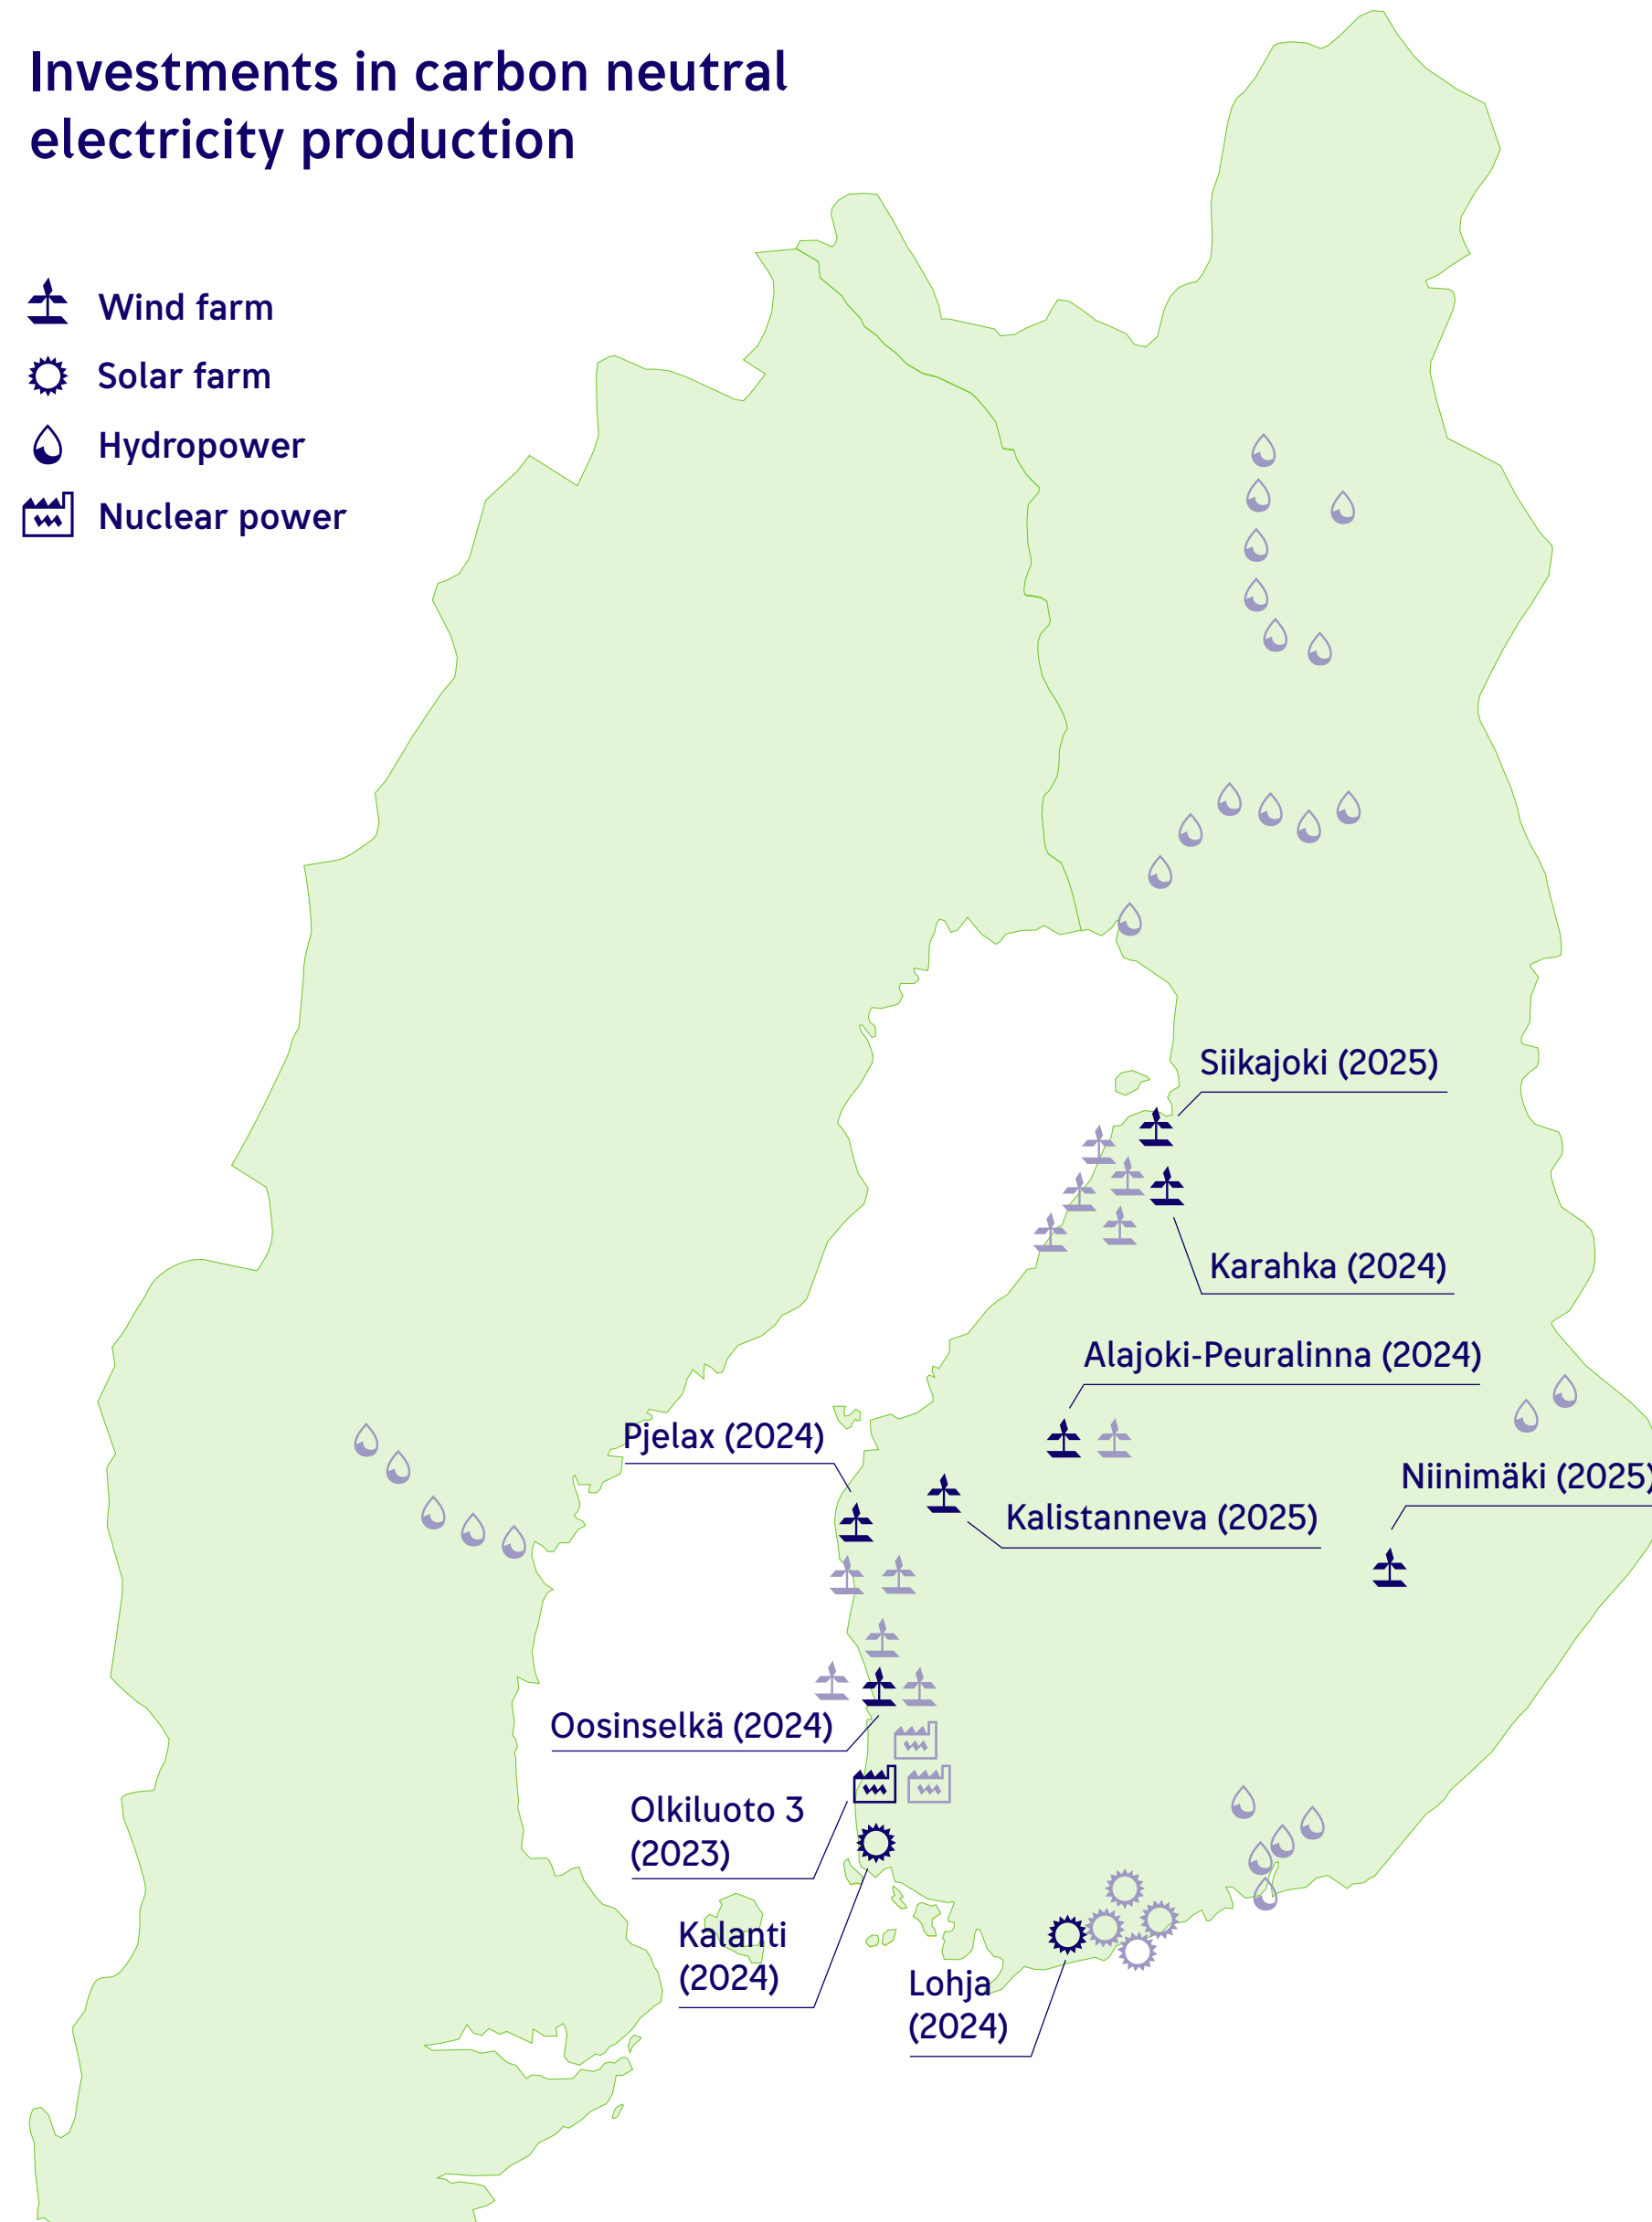 Investments in carbon neutral
electricity production
Wind farm
Solar farm
Hydropower
Nuclear power
Siikajoki (2025)
Karahka (2024)
Alajoki-Peuralinna (2024)
Pjelax (2024)
Niinimäki (2025)
Kalistanneva (2025)
Oosinselkä (2024)
Olkiluoto 3
(2023)
Kalanti
(2024)
Lohja
(2024)